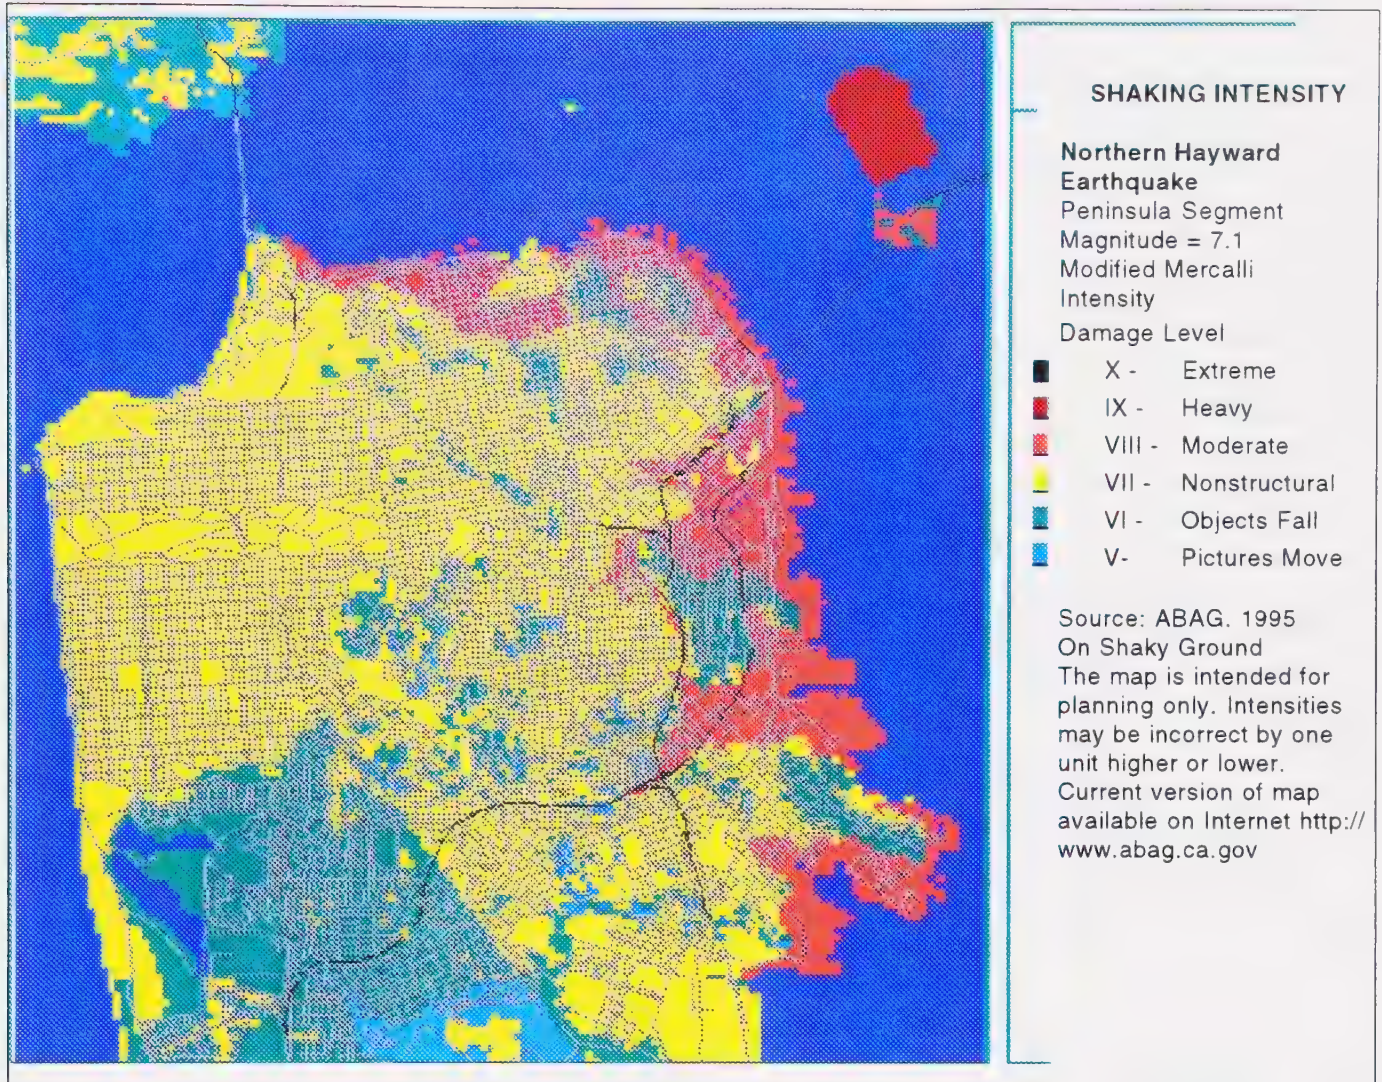 SHAKING INTENSITY
Northern Hayward
Earthquake
Peninsula Segment
Magnitude = 7.1
Modified Mercalli
Intensity
Damage Level
X - Extreme
IX - Heavy
VIII - Moderate
VII - Nonstructural
VI - Objects Fall
V- Pictures Move
Source: ABAG. 1995
On Shaky Ground
The map is intended for
planning only. Intensities
may be incorrect by one
unit higher or lower.
Current version of map
available on Internet http://
www.abag.ca.gov